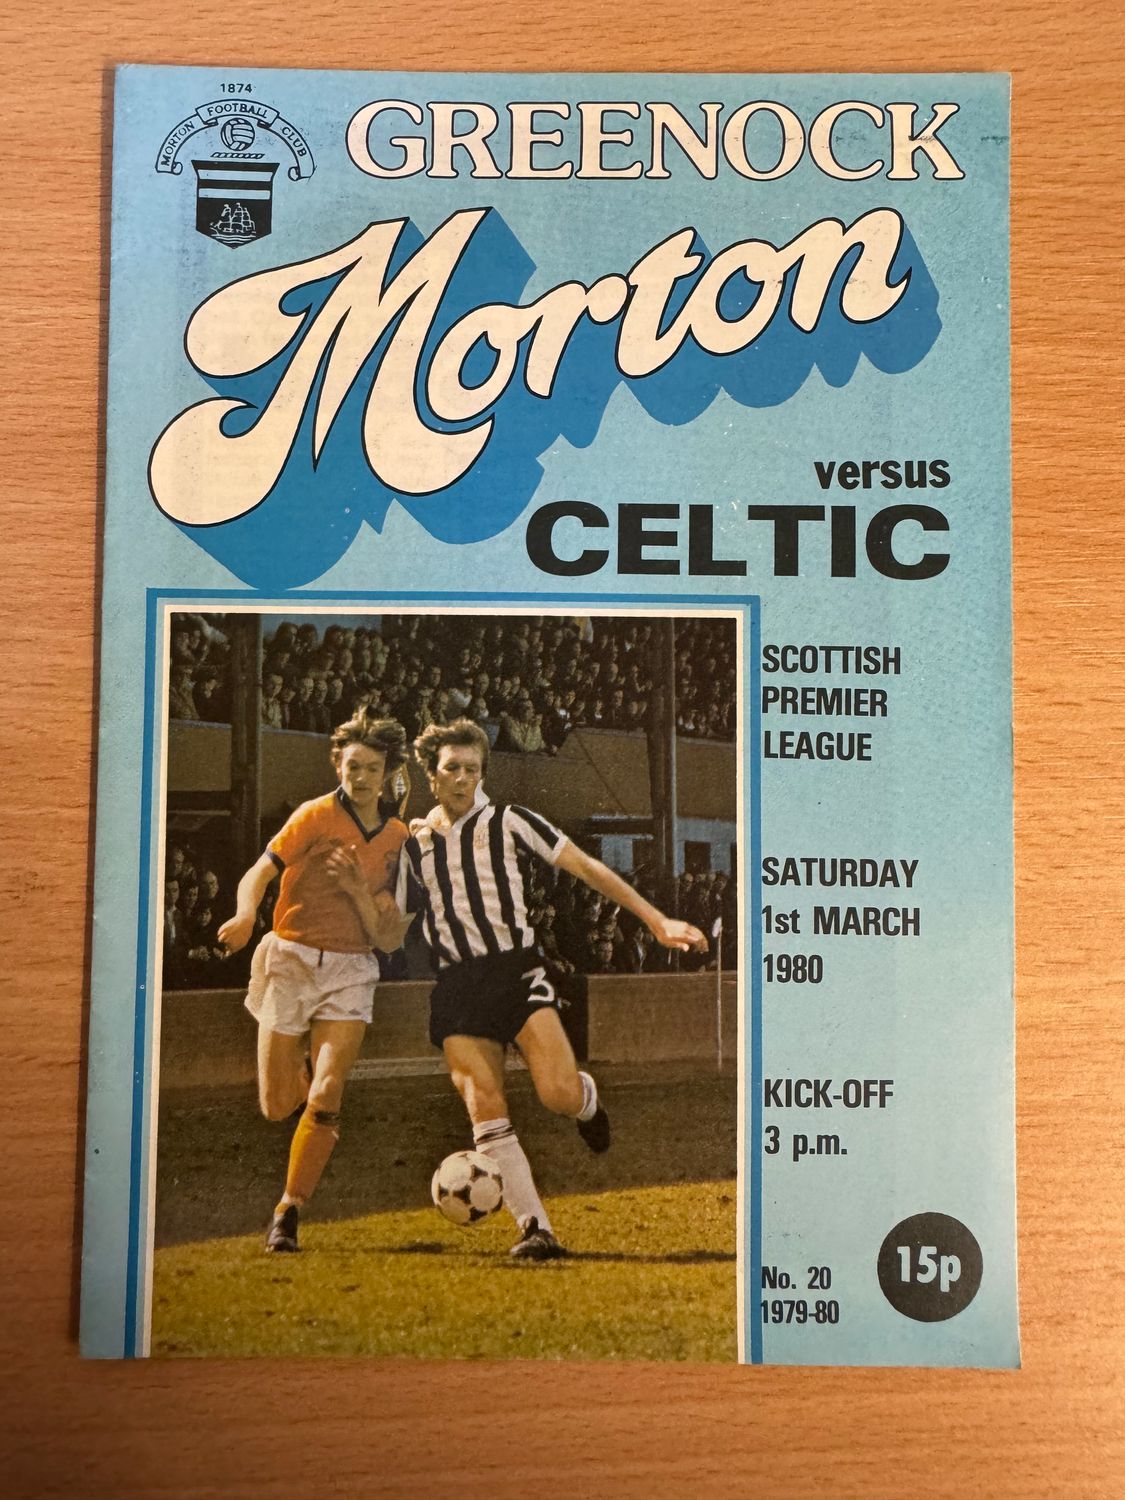 1874
MORTON FOOTBALL CLUB
GREENOCK
Morton
versus
CELTIC
SCOTTISH
PREMIER
LEAGUE
SATURDAY
1st MARCH
1980
3
KICK-OFF
3 p.m.
No. 20
1979-80
15p